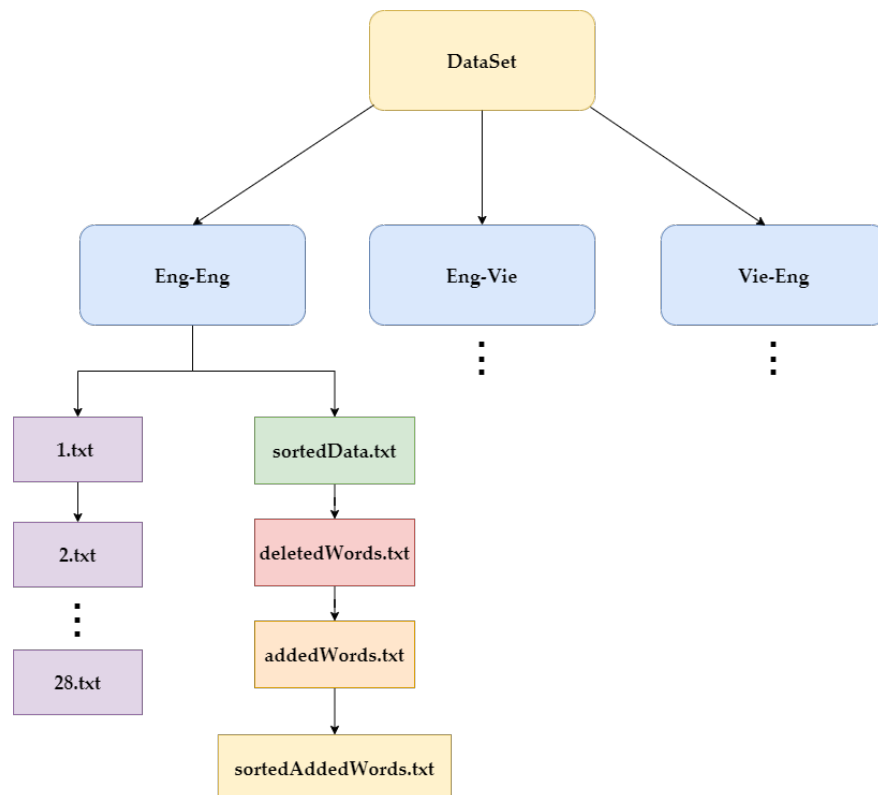 DataSet
Eng-Eng
Eng-Vie
Vie-Eng
1.txt
sortedData.txt
2.txt
deletedWords.txt
addedWords.txt
28.txt
sortedAddedWords.txt